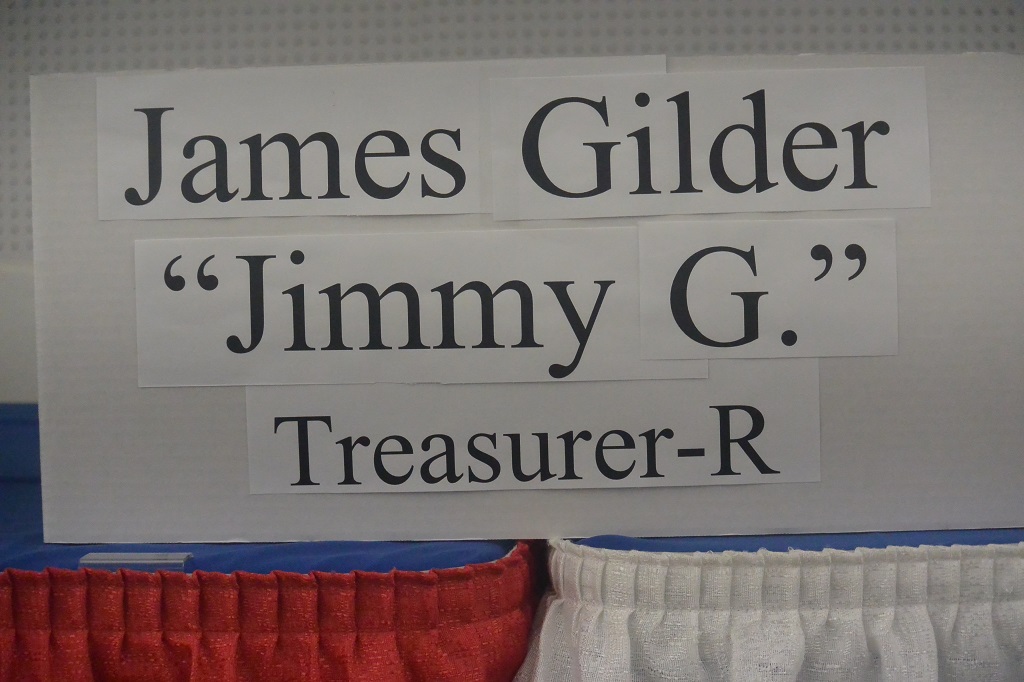 James Gilder
“Jimmy G.”
Treasurer-R